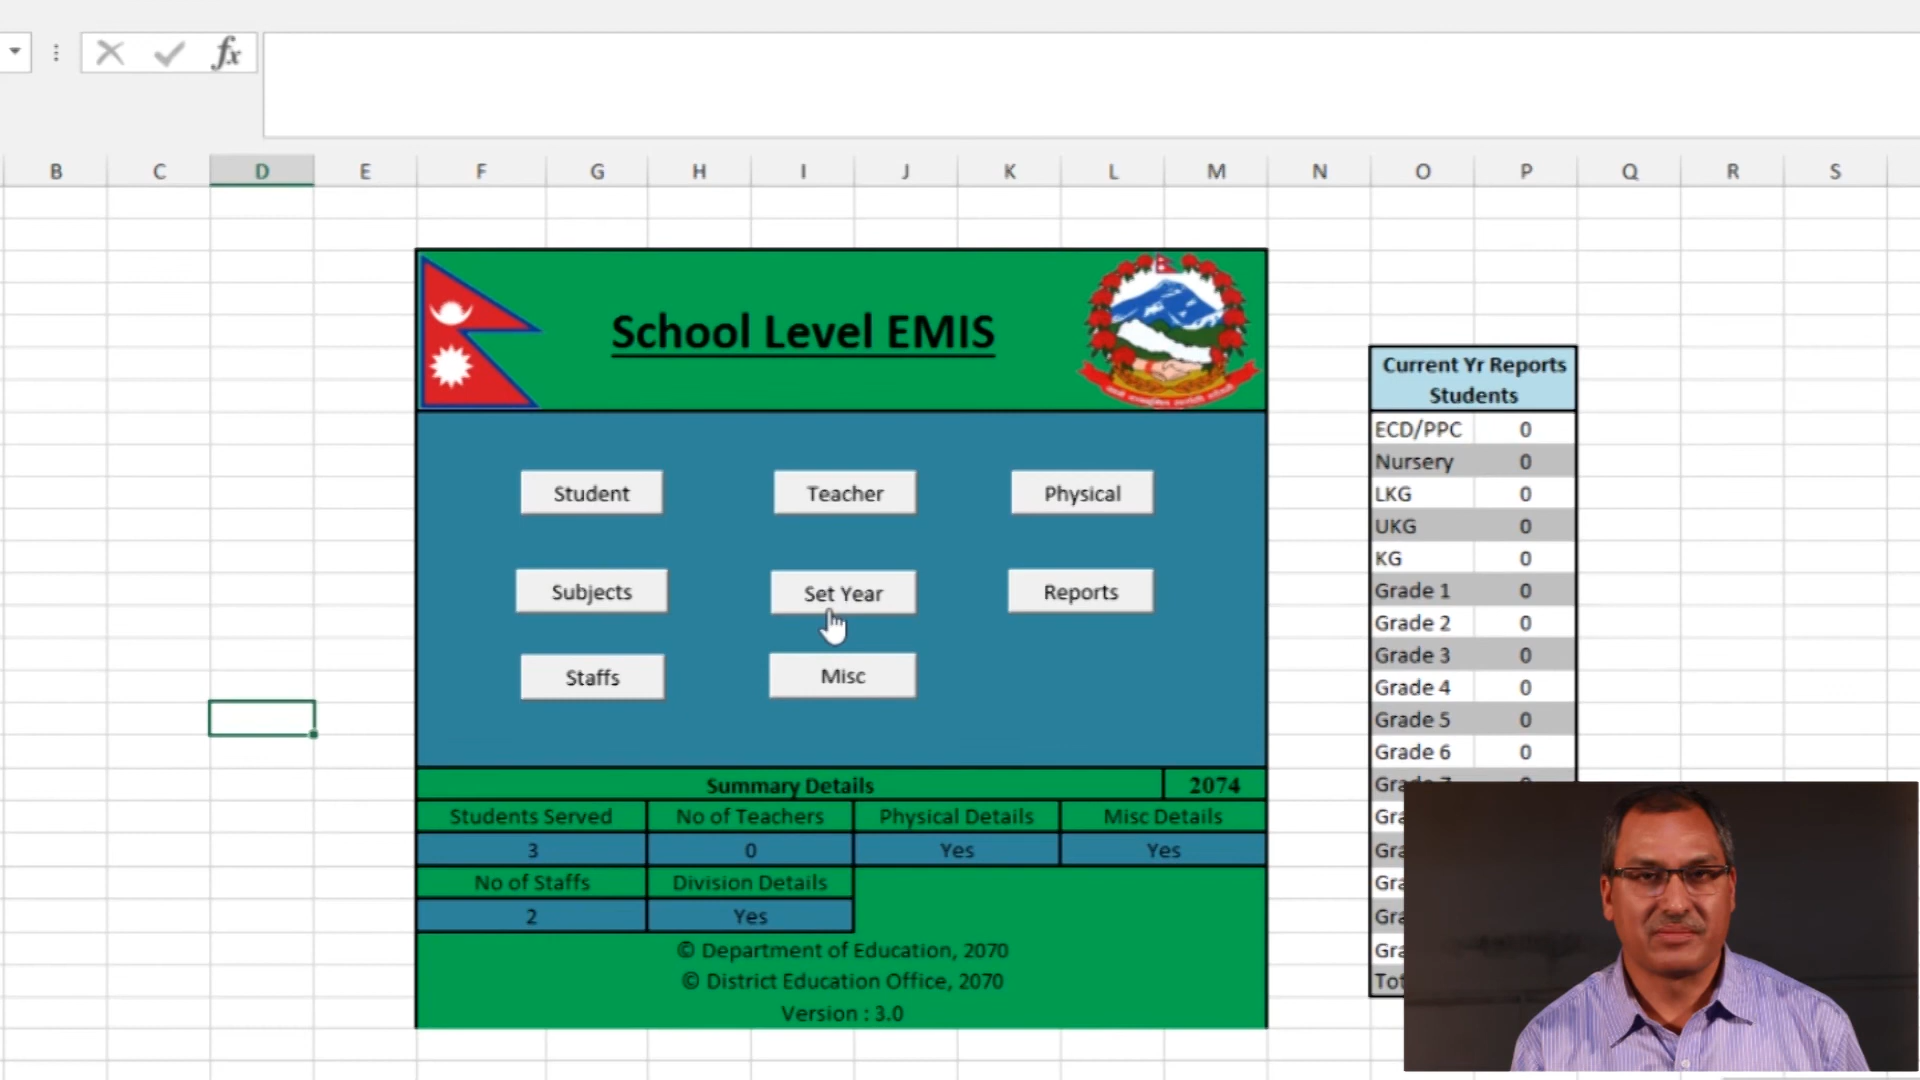 fx
B C D E F G H I J K L M N O P Q R S
School Level EMIS
Current Yr Reports
Students
ECD/PPC 0
Nursery 0
LKG 0
UKG 0
KG 0
Grade 1 0
Grade 2 0
Grade 3 0
Grade 4 0
Grade 5 0
Grade 6 0
Student Teacher Physical
Subjects Set Year Reports
Staffs Misc
Summary Details 2074
Students Served No of Teachers Physical Details Misc Details
3 0 Yes Yes
No of Staffs Division Details
2 Yes
© Department of Education, 2070
© District Education Office, 2070
Version : 3.0